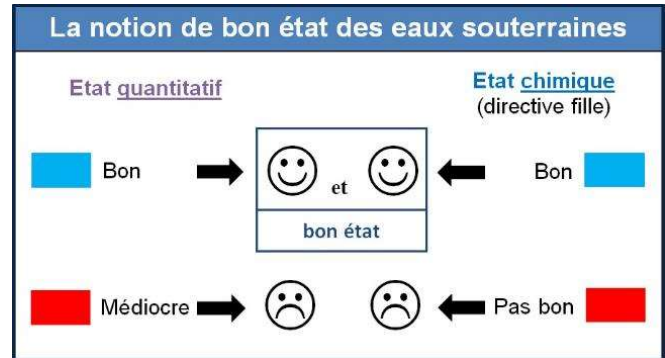 La notion de bon état des eaux souterraines
Etat quantitatif
Etat chimique
(directive fille)
Bon
et
Bon
bon état
Médiocre
Pas bon